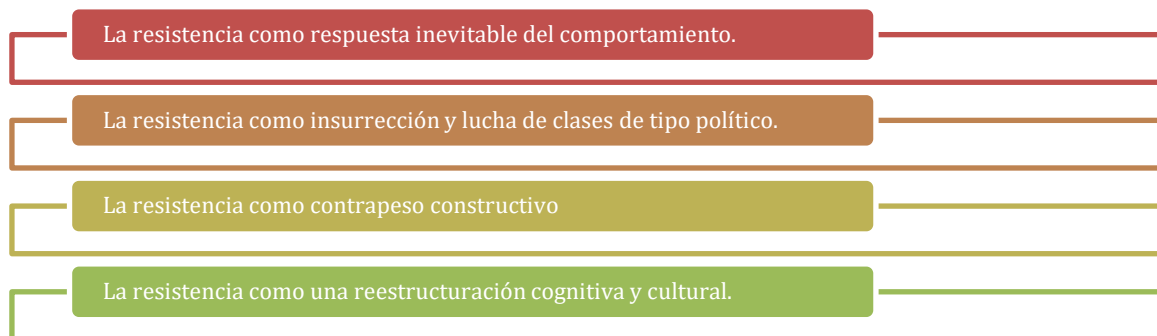 La resistencia como respuesta inevitable del comportamiento.
La resistencia como insurrección y lucha de clases de tipo político.
La resistencia como contrapeso constructivo
La resistencia como una reestructuración cognitiva y cultural.